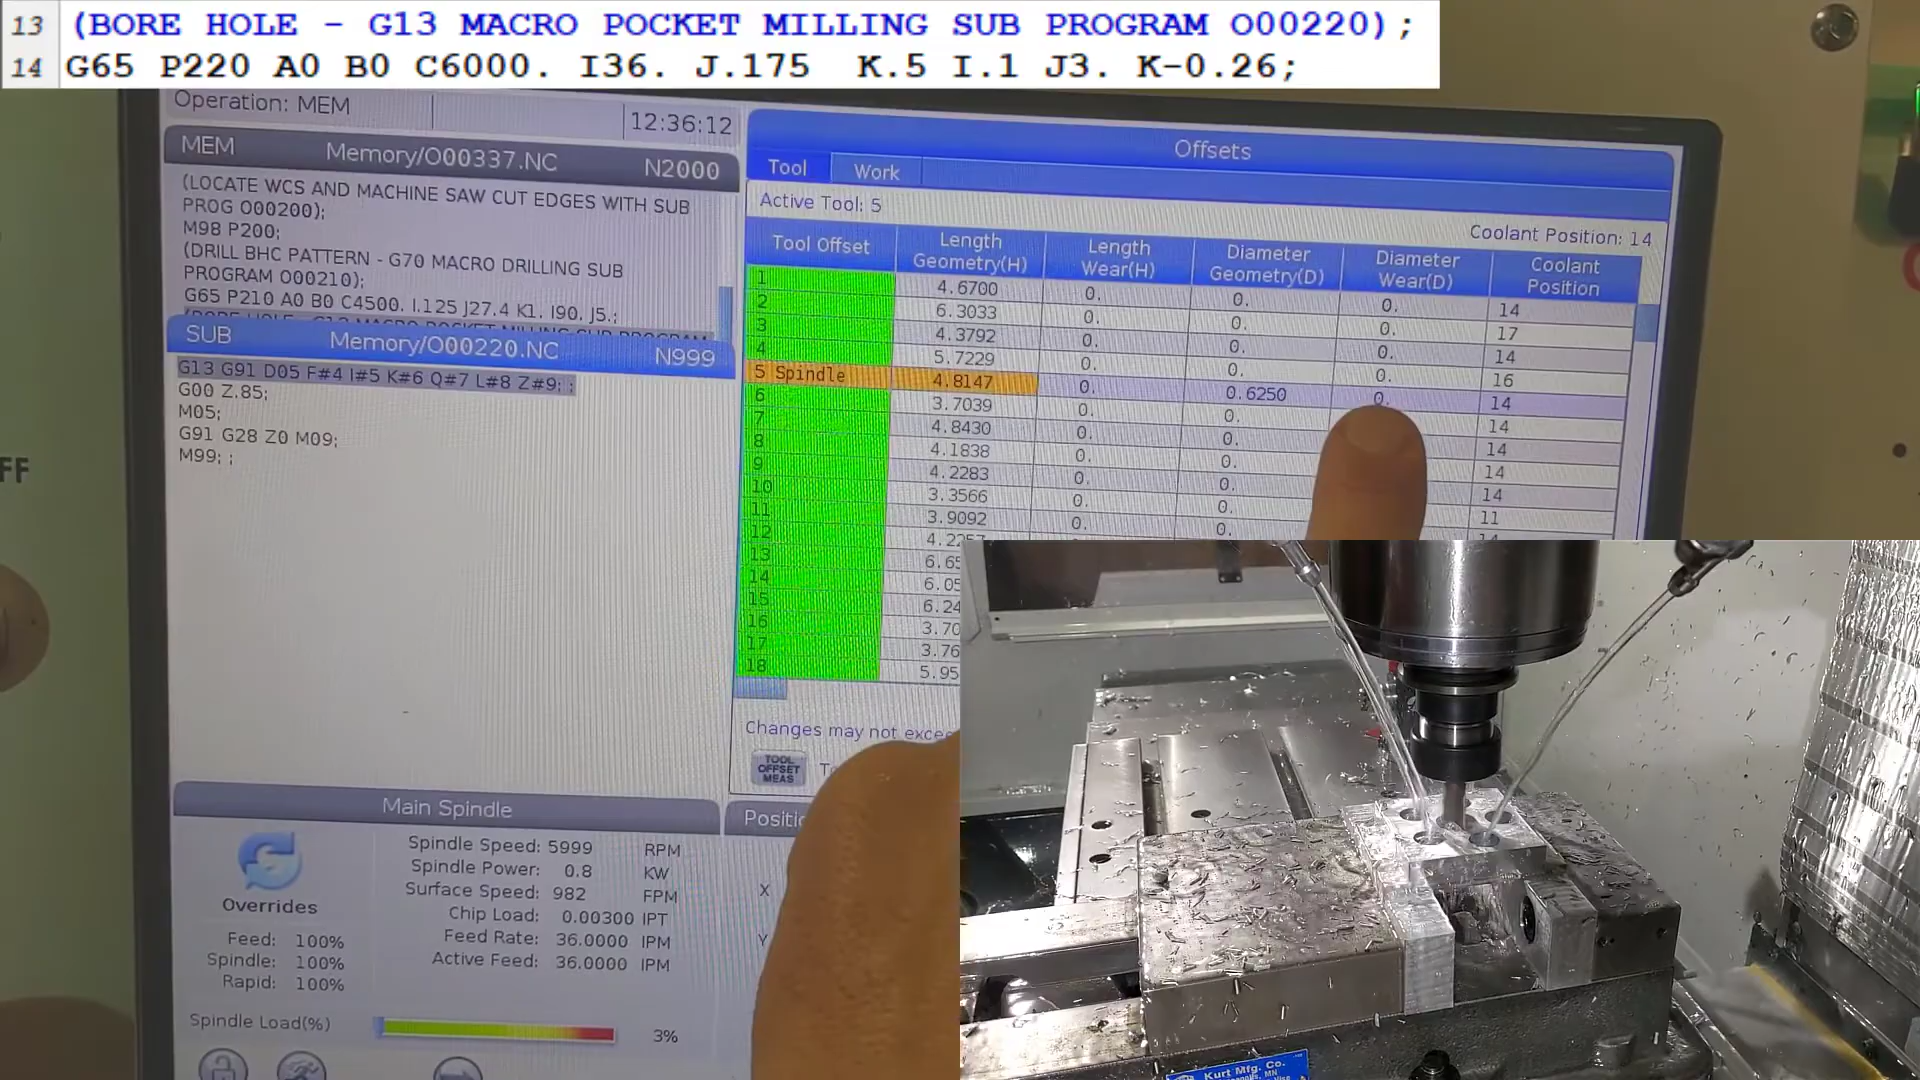 13 (BORE HOLE - G13 MACRO POCKET MILLING SUB PROGRAM O00220);
14 G65 P220 A0 B0 C6000. I36. J.175 K.5 I.1 J3. K-0.26;
Operation: MEM
12:36:12
MEM Memory/O00337.NC N2000
(LOCATE WCS AND MACHINE SAW CUT EDGES WITH SUB
PROG O00200);
M98 P200;
(DRILL BHC PATTERN - G70 MACRO DRILLING SUB
PROGRAM O00210);
G65 P210 A0 B0 C4500. I.125 J27.4 K1. I90. J5.;
SUB Memory/O00220.NC N999
G13 G91 D05 F#4 I#5 K#6 Q#7 L#8 Z#9; ;
G00 Z.85;
M05;
G91 G28 Z0 M09;
M99; ;
Offsets
Tool Work
Active Tool: 5
Coolant Position: 14
Tool Offset Length Geometry(H) Length Wear(H) Diameter Geometry(D) Diameter Wear(D) Coolant Position
1 4.6700 0. 0. 0. 14
2 6.3033 0. 0. 0. 17
3 4.3792 0. 0. 0. 14
4 5.7229 0. 0. 0. 16
5 Spindle 4.8147 0. 0.6250 0. 14
6 3.7039 0. 0. 14
7 4.8430 0. 0. 14
8 4.1838 0. 0. 14
9 4.2283 0. 0. 14
10 3.3566 0. 0. 11
11 3.9092 0. 0.
12
13
14
15
16
17
18
Changes may not
TOOL
OFFSET
MEAS
Main Spindle
Overrides
Feed: 100%
Spindle: 100%
Rapid: 100%
Spindle Speed: 5999 RPM
Spindle Power: 0.8 KW
Surface Speed: 982 FPM
Chip Load: 0.00300 IPT
Feed Rate: 36.0000 IPM
Active Feed: 36.0000 IPM
Spindle Load(%) 3%
X
Y
FF
Kurt Mfg. Co.